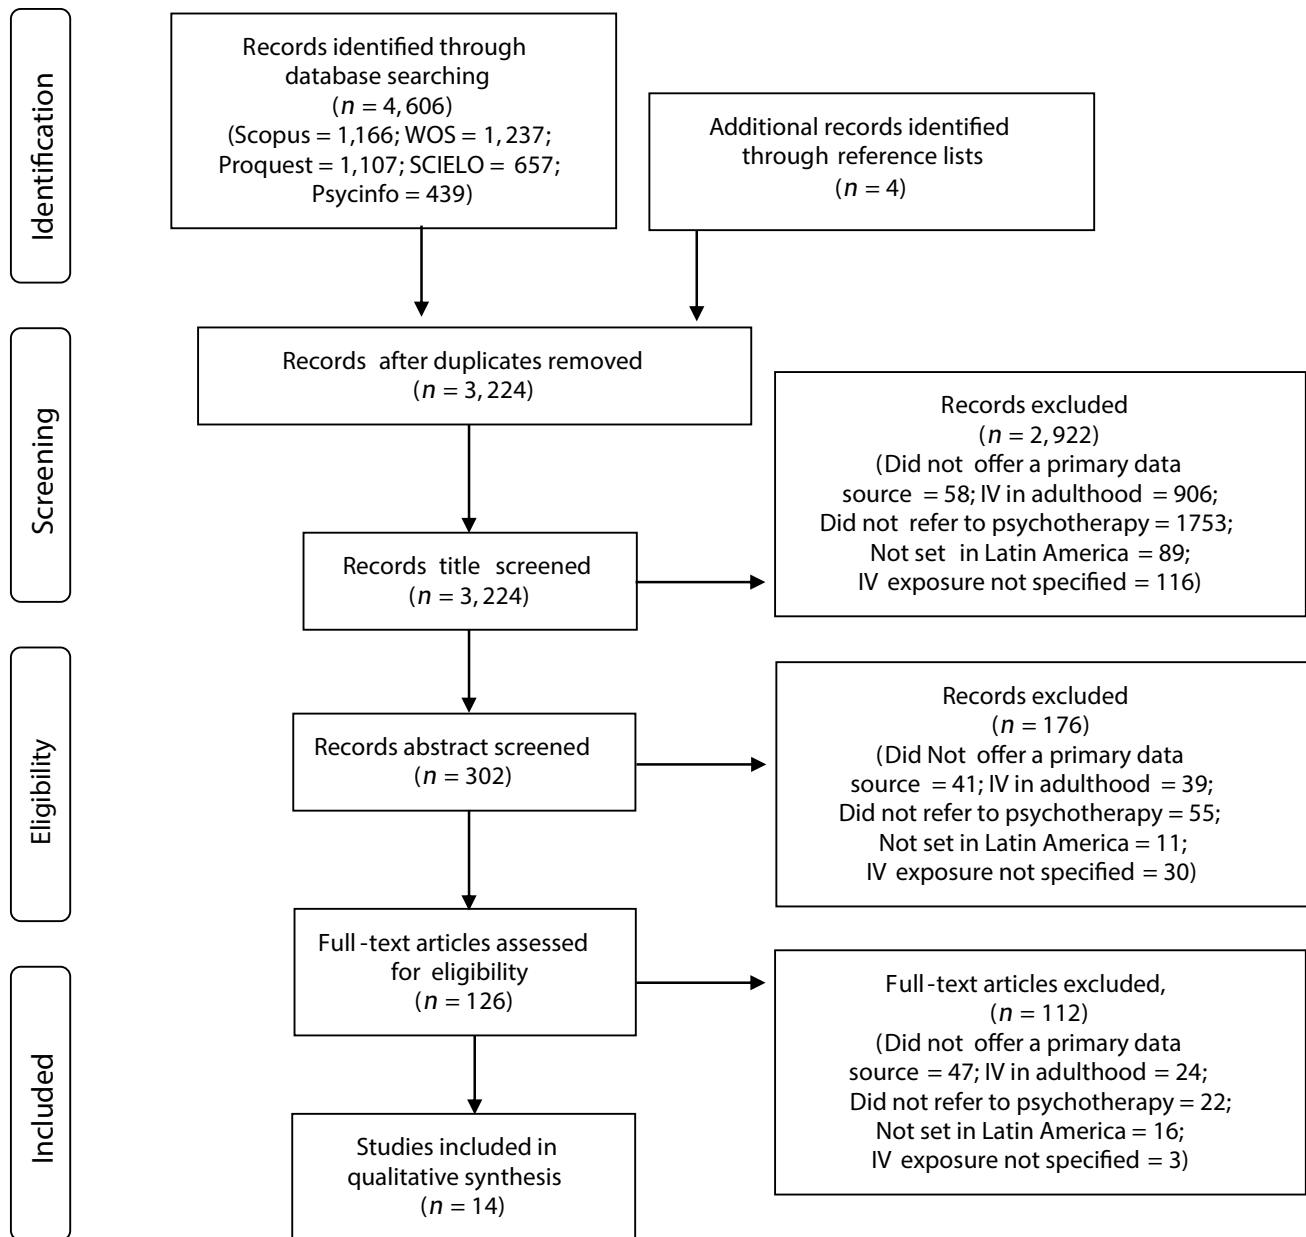 Identification
Records identified through
database searching
(n = 4,606)
(Scopus = 1,166; WOS = 1,237;
Proquest = 1,107; SCIELO = 657;
Psycinfo = 439)
Additional records identified
through reference lists
(n = 4)
Screening
Records after duplicates removed
(n = 3,224)
Records title screened
(n = 3,224)
Records excluded
(n = 2,922)
(Did not offer a primary data
source = 58; IV in adulthood = 906;
Did not refer to psychotherapy = 1753;
Not set in Latin America = 89;
IV exposure not specified = 116)
Eligibility
Records abstract screened
(n = 302)
Records excluded
(n = 176)
(Did Not offer a primary data
source = 41; IV in adulthood = 39;
Did not refer to psychotherapy = 55;
Not set in Latin America = 11;
IV exposure not specified = 30)
Full-text articles assessed
for eligibility
(n = 126)
Included
Full-text articles excluded,
(n = 112)
(Did not offer a primary data
source = 47; IV in adulthood = 24;
Did not refer to psychotherapy = 22;
Not set in Latin America = 16;
IV exposure not specified = 3)
Studies included in
qualitative synthesis
(n = 14)